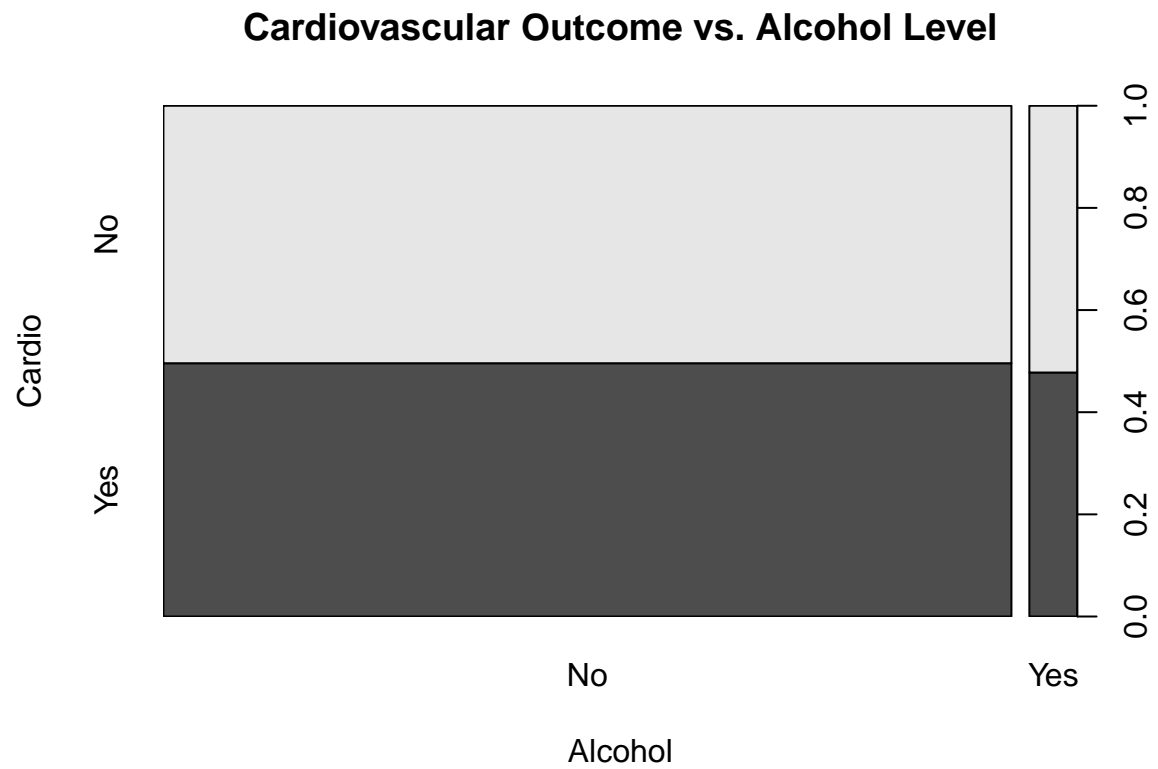 Cardiovascular Outcome vs. Alcohol Level
Cardio
No
Yes
1.0
0.8
0.6
0.4
0.2
0.0
No
Yes
Alcohol